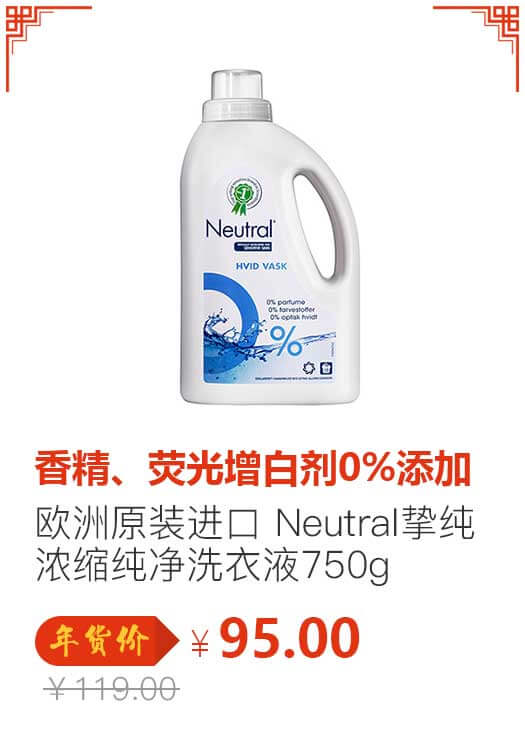 Neutral
HVID VASK
0% parfume
0% farvestoffer
0% optisk hvidt
0%
香精、荧光增白剂0%添加
欧洲原装进口 Neutral挚纯
浓缩纯净洗衣液750g
年货价 ¥95.00
¥119.00